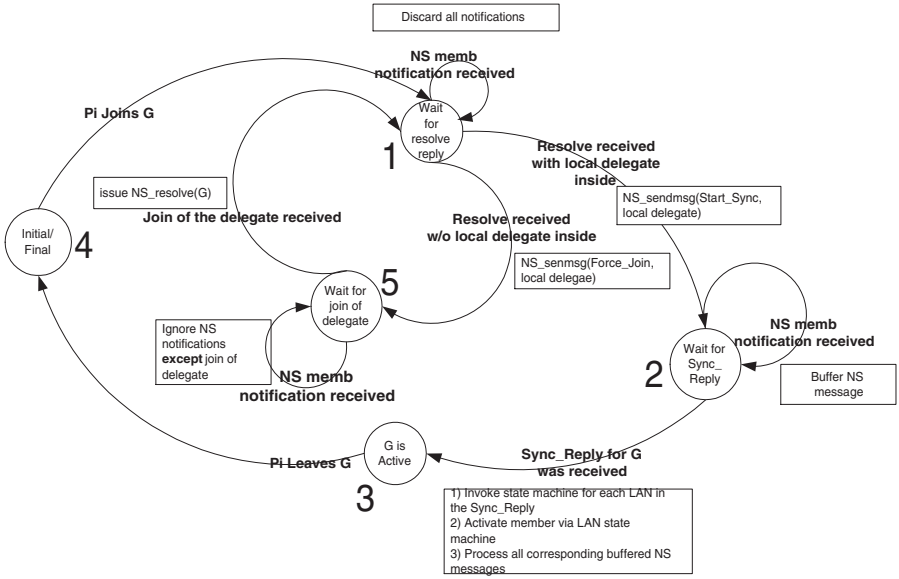 Discard all notifications
NS memb
notification received
Pi Joins G
Wait
for
resolve
reply
1
Resolve received
with local delegate
inside
issue NS_resolve(G)
Join of the delegate received
NS_sendmsg(Start_Sync,
local delegate)
Resolve received
w/o local delegate inside
Initial/
Final
4
NS_senmsg(Force_Join,
local delegae)
5
Wait for
join of
delegate
Ignore NS
notifications
except join of
delegate
NS memb
notification received
NS memb
notification received
Wait for
Sync_
Reply
2
Buffer NS
message
G is
Active
3
Pi Leaves G
Sync_Reply for G
was received
1) Invoke state machine for each LAN in
the Sync_Reply
2) Activate member via LAN state
machine
3) Process all corresponding buffered NS
messages